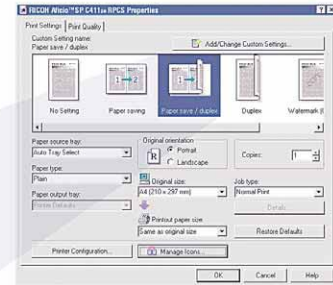 RICOH Aficio™SP C411DN RPCS Properties
Print Settings
Print Quality
Custom Setting name:
Paper save / duplex
Add/Change Custom Settings...
No Setting
Paper saving
Paper save / duplex
Duplex
Watermark
Paper source tray:
Auto Tray Select
Original orientation
Portrait
Landscape
Copies:
1
Paper type:
Plain
Original size:
A4 (210 x 297 mm)
Job type:
Normal Print
Details...
Paper output tray:
Printer Defaults
Printout paper size
Same as original size
Restore Defaults
Printer Configuration...
Manage Icons...
OK
Cancel
Help